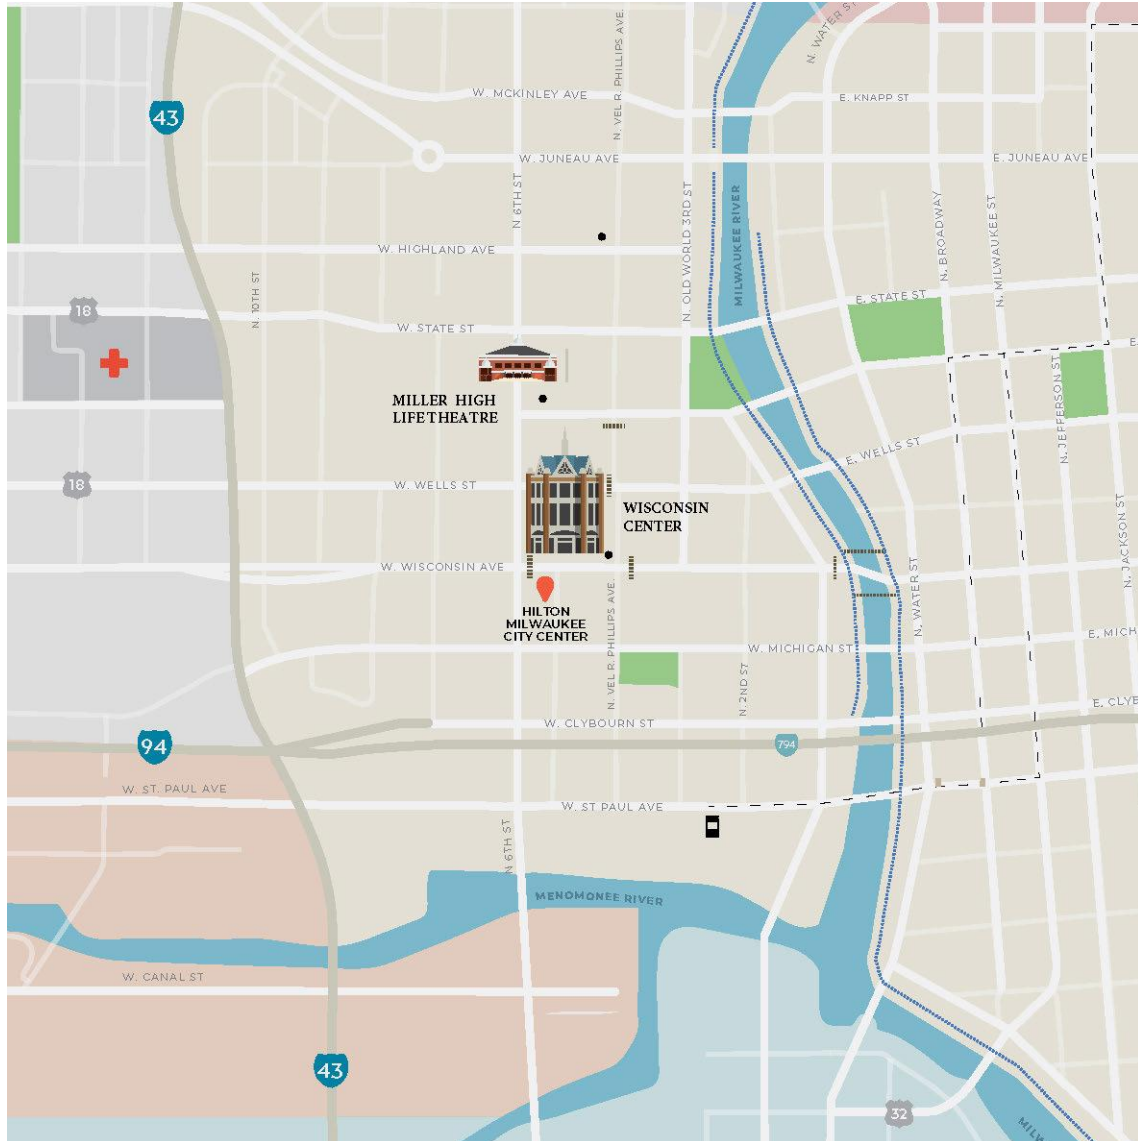 N. WATER ST
43
W. MCKINLEY AVE
N. VEL R. PHILLIPS AVE.
E. KNAPP ST
W. JUNEAU AVE
E. JUNEAU AVE
N 6TH ST
N. OLD WORLD 3RD ST
MILWAUKEE RIVER
N. BROADWAY
N. MILWAUKEE ST
W. HIGHLAND AVE
N. 10TH ST
18
E. STATE ST
W. STATE ST
E.
MILLER HIGH
LIFE THEATRE
N. JEFFERSON ST
E. WELLS ST
18
W. WELLS ST
WISCONSIN
CENTER
N. JACKSON ST
W. WISCONSIN AVE
N. WATER ST
HILTON
MILWAUKEE
CITY CENTER
N. VEL R. PHILLIPS AVE.
E. MICH
W. MICHIGAN ST
N. 2ND ST
E. CLYB
W. CLYBOURN ST
94
794
W. ST. PAUL AVE
W. ST PAUL AVE
N 6TH ST
MENOMONEE RIVER
W. CANAL ST
43
32
MILW